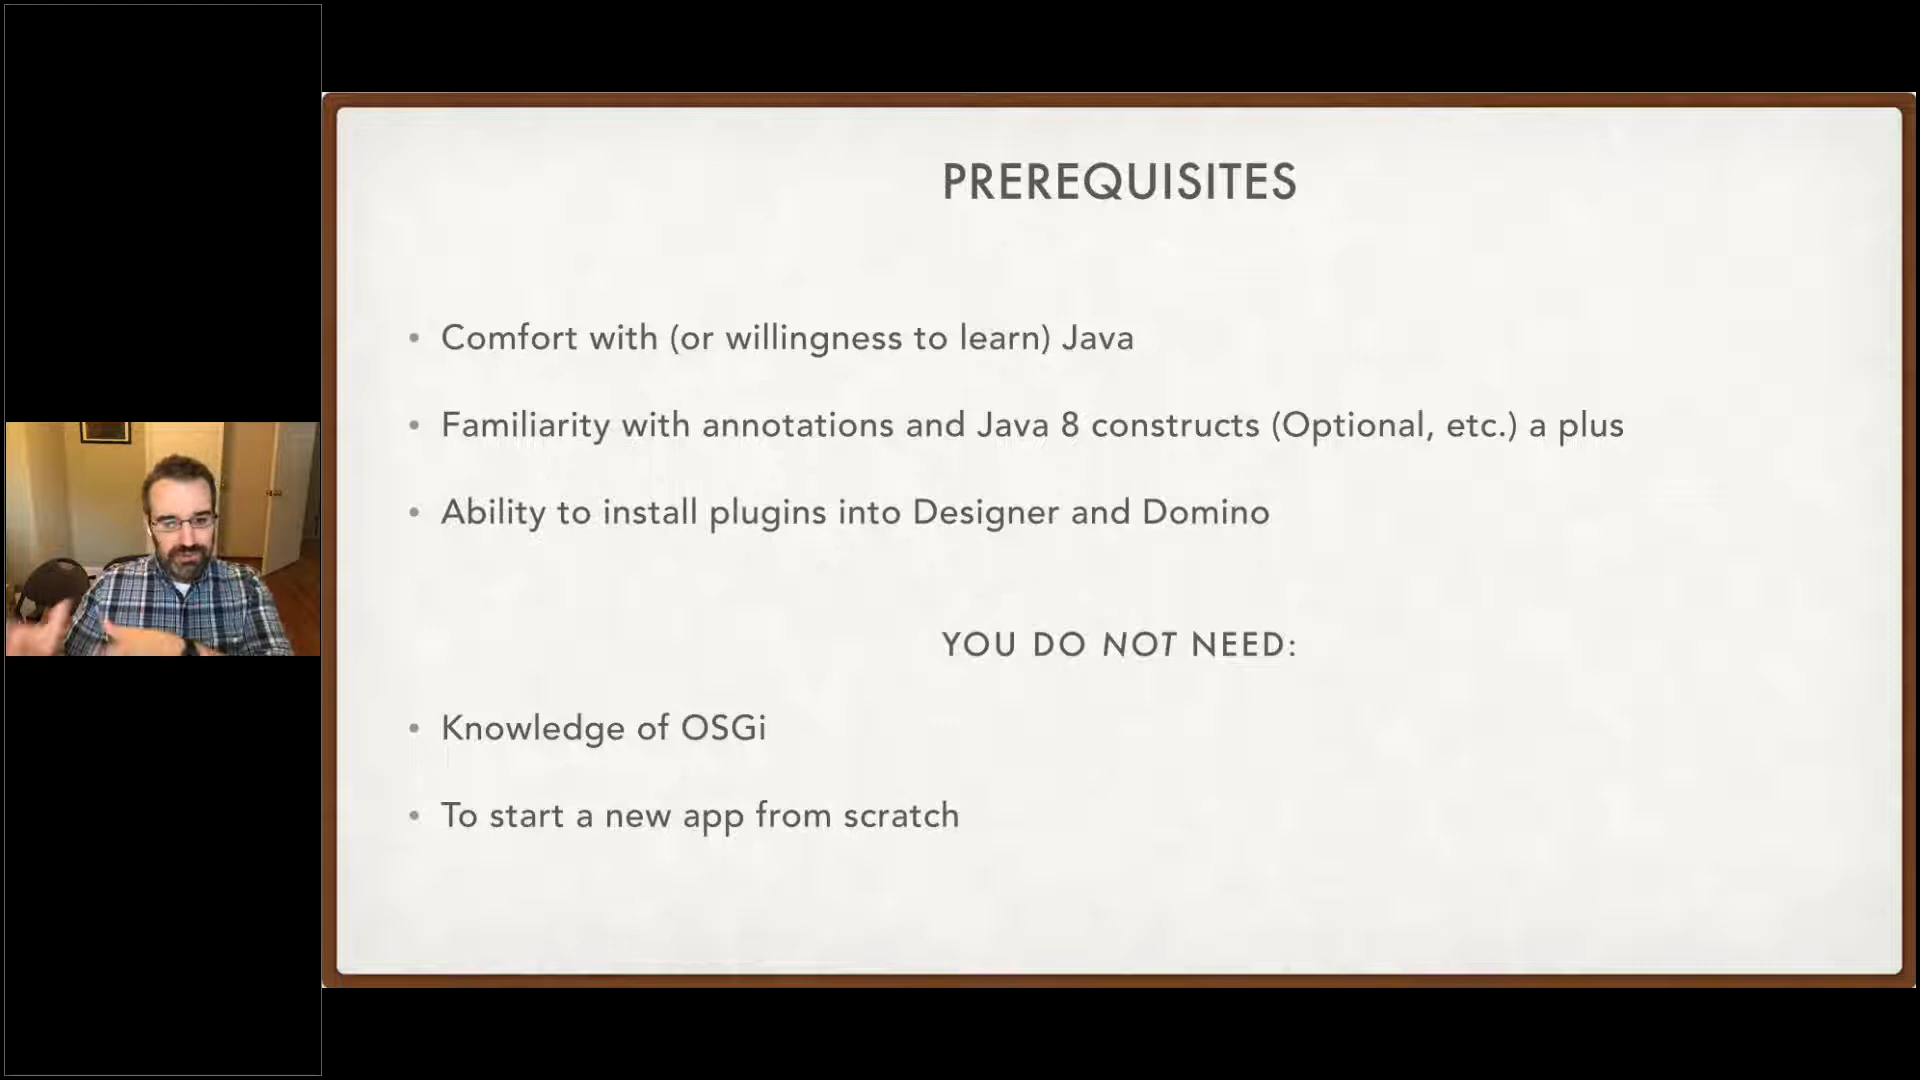 PREREQUISITES
• Comfort with (or willingness to learn) Java
• Familiarity with annotations and Java 8 constructs (Optional, etc.) a plus
• Ability to install plugins into Designer and Domino
YOU DO NOT NEED:
• Knowledge of OSGi
• To start a new app from scratch